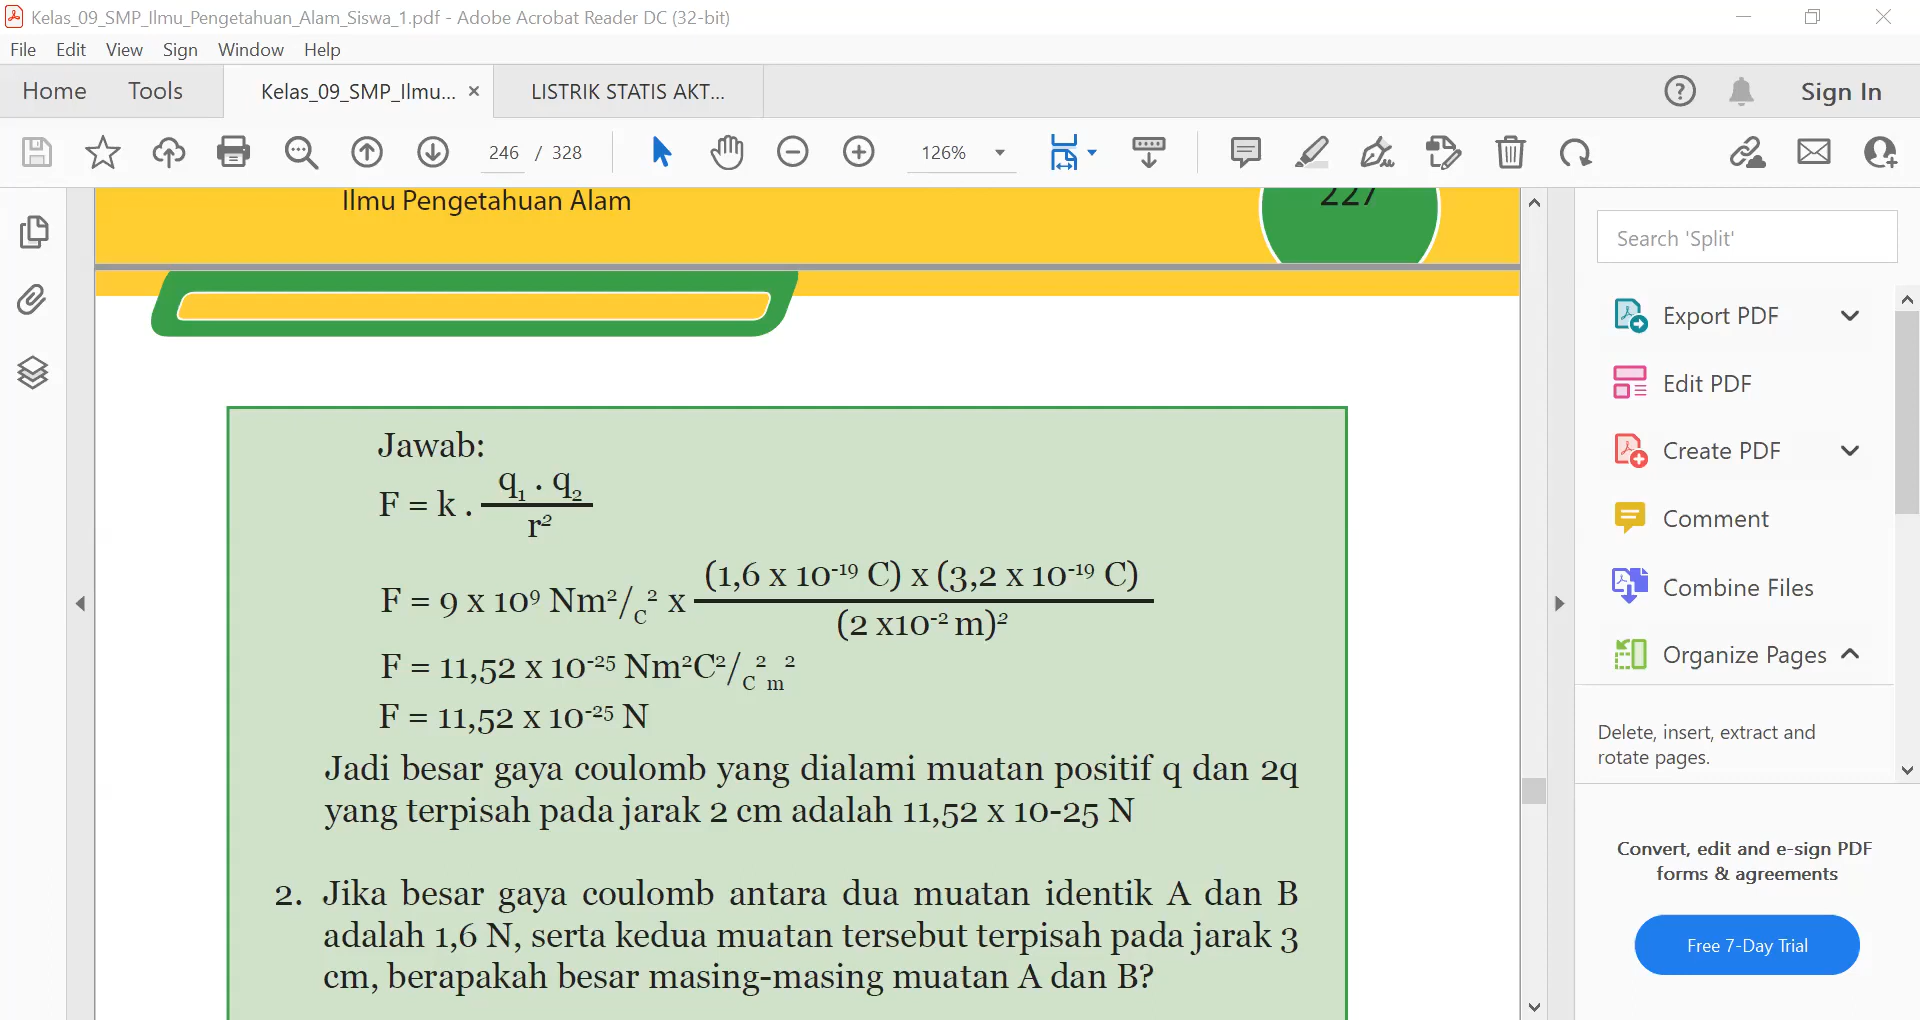 Kelas_09_SMP_Ilmu_Pengetahuan_Alam_Siswa_1.pdf - Adobe Acrobat Reader DC (32-bit)
File Edit View Sign Window Help
Home Tools Kelas_09_SMP_Ilmu... × LISTRIK STATIS AKT... ? Sign In
246 / 328 126%
Ilmu Pengetahuan Alam 227
Search 'Split'
Export PDF
Edit PDF
Create PDF
Comment
Combine Files
Organize Pages
Delete, insert, extract and
rotate pages.
Convert, edit and e-sign PDF
forms & agreements
Free 7-Day Trial
Jawab:
F = k . q₁ . q₂ / r²
F = 9 x 10⁹ Nm²/C² x (1,6 x 10⁻¹⁹ C) x (3,2 x 10⁻¹⁹ C) / (2 x10⁻² m)²
F = 11,52 x 10⁻²⁵ Nm²C²/C²m²
F = 11,52 x 10⁻²⁵ N
Jadi besar gaya coulomb yang dialami muatan positif q dan 2q
yang terpisah pada jarak 2 cm adalah 11,52 x 10-25 N
2. Jika besar gaya coulomb antara dua muatan identik A dan B
adalah 1,6 N, serta kedua muatan tersebut terpisah pada jarak 3
cm, berapakah besar masing-masing muatan A dan B?